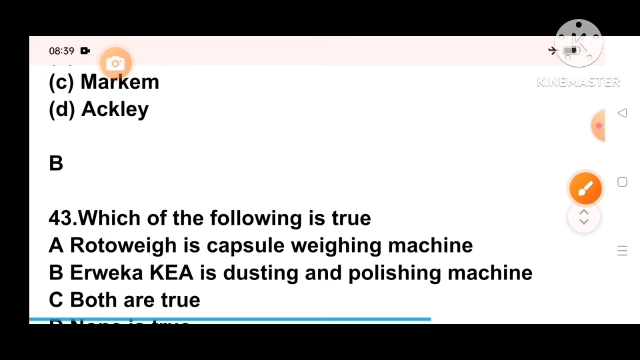 08:39
KINEMASTER
(c) Markem
(d) Ackley
B
43.Which of the following is true
A Rotoweigh is capsule weighing machine
B Erweka KEA is dusting and polishing machine
C Both are true
D None is true